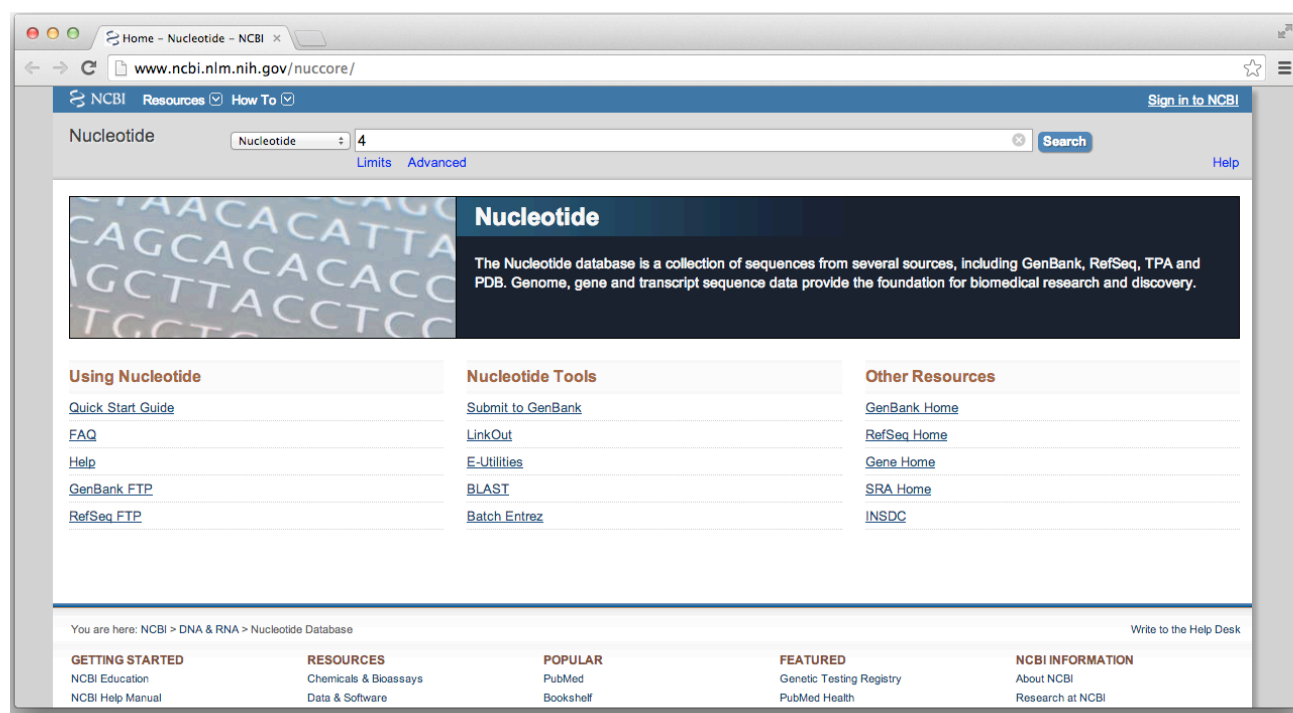 Home – Nucleotide – NCBI ×
www.ncbi.nlm.nih.gov/nuccore/
NCBI Resources How To Sign in to NCBI
Nucleotide Nucleotide 4 Search
Limits Advanced Help
Nucleotide
The Nucleotide database is a collection of sequences from several sources, including GenBank, RefSeq, TPA and
PDB. Genome, gene and transcript sequence data provide the foundation for biomedical research and discovery.
CAGCACACATTA
AGCTTACACACC
TGCTTACCTCC
Using Nucleotide Nucleotide Tools Other Resources
Quick Start Guide Submit to GenBank GenBank Home
FAQ LinkOut RefSeq Home
Help E-Utilities Gene Home
GenBank FTP BLAST SRA Home
RefSeq FTP Batch Entrez INSDC
You are here: NCBI > DNA & RNA > Nucleotide Database Write to the Help Desk
GETTING STARTED RESOURCES POPULAR FEATURED NCBI INFORMATION
NCBI Education Chemicals & Bioassays PubMed Genetic Testing Registry About NCBI
NCBI Help Manual Data & Software Bookshelf PubMed Health Research at NCBI